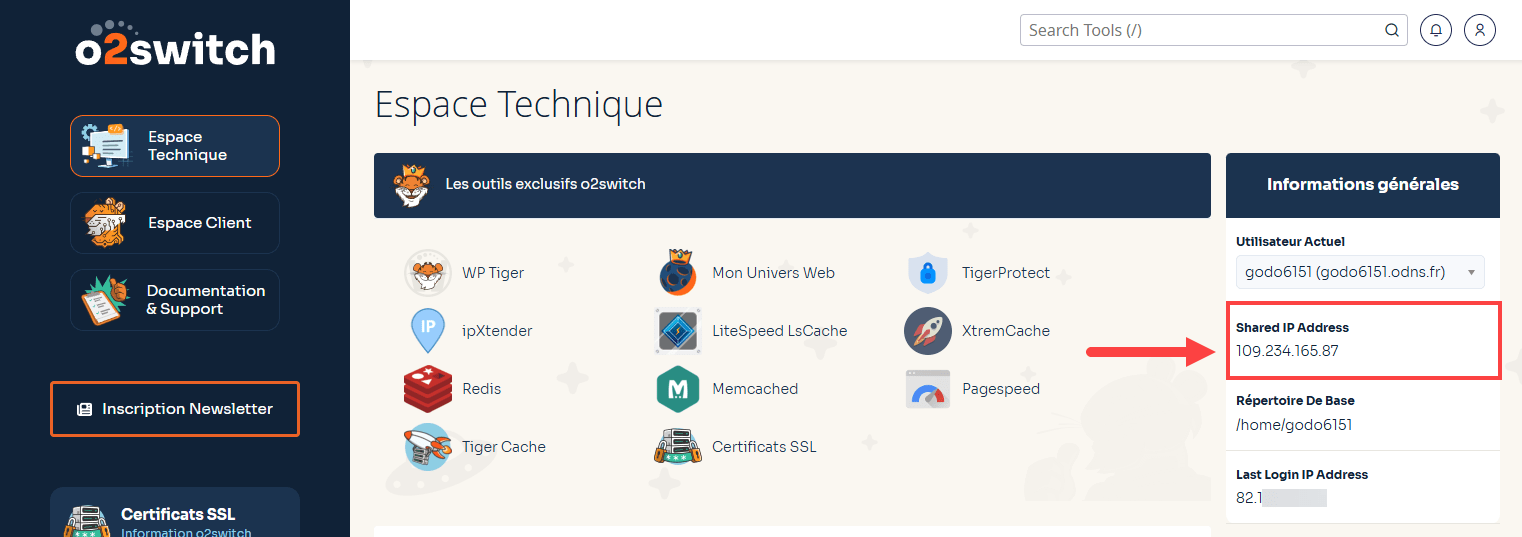 o2switch
Search Tools (/)
Espace
Technique
Espace Client
Documentation
& Support
Inscription Newsletter
Certificats SSL
Information o2switch
Espace Technique
Les outils exclusifs o2switch
WP Tiger
Mon Univers Web
TigerProtect
IP
ipXtender
LiteSpeed LsCache
XtremCache
Redis
M
Memcached
Pagespeed
Tiger Cache
Certificats SSL
Informations générales
Utilisateur Actuel
godo6151 (godo6151.odns.fr)
Shared IP Address
109.234.165.87
Répertoire De Base
/home/godo6151
Last Login IP Address
82.1